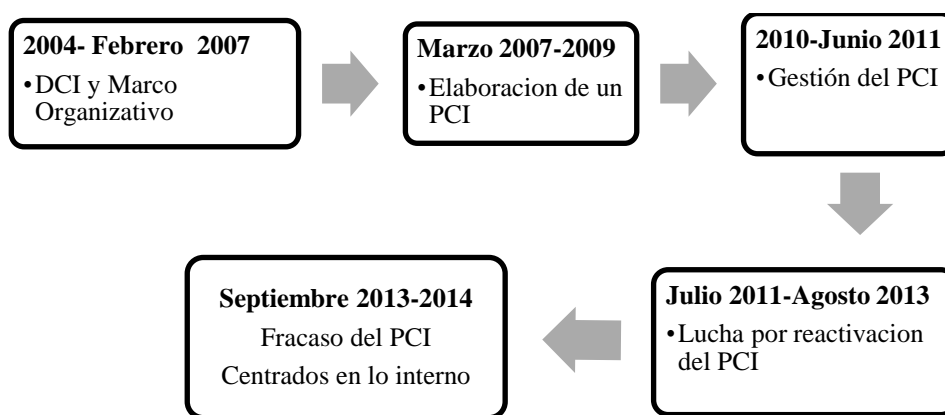 2004- Febrero 2007
•DCI y Marco
Organizativo
Marzo 2007-2009
•Elaboracion de un
PCI
2010-Junio 2011
•Gestión del PCI
Julio 2011-Agosto 2013
•Lucha por reactivacion
del PCI
Septiembre 2013-2014
Fracaso del PCI
Centrados en lo interno